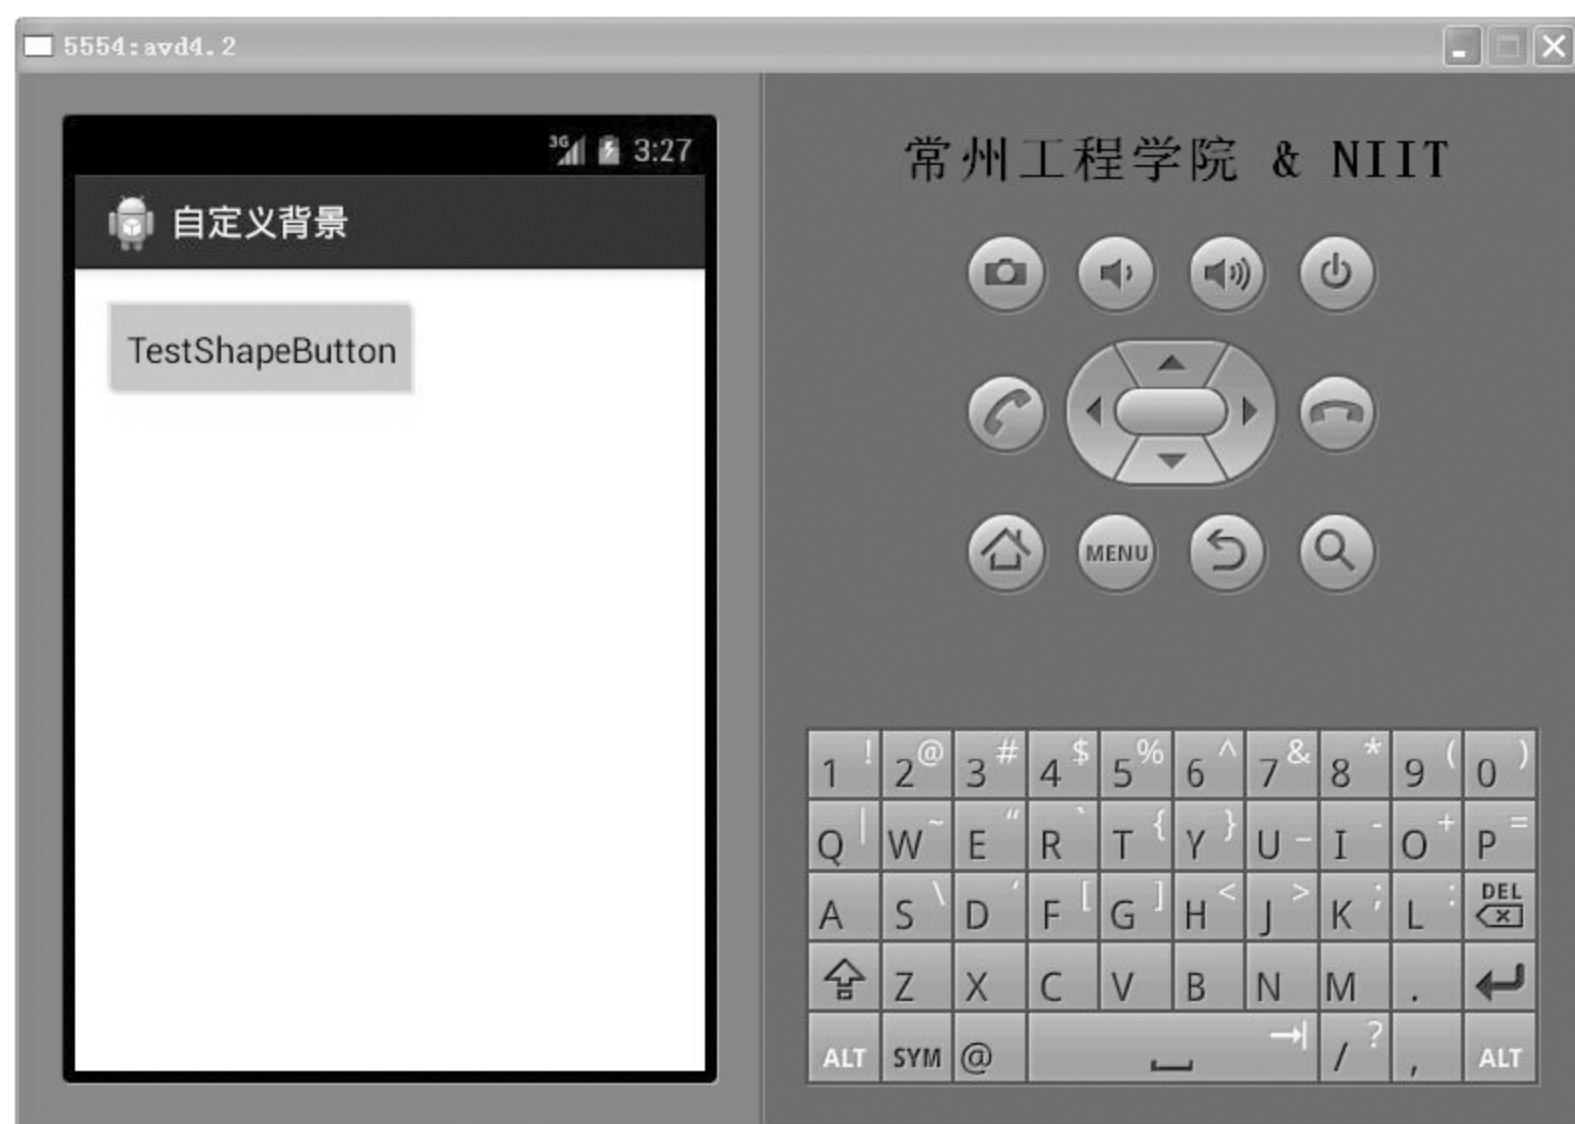 5554:avd4.2
3G 3:27
自定义背景
TestShapeButton
常州工程学院 & NIIT
MENU
1 ! 2 @ 3 # 4 $ 5 % 6 ^ 7 & 8 * 9 ( 0 )
Q | W ~ E “ R ` T { Y } U _ I - O + P =
A S \ D ‘ F [ G ] H < J > K ; L : DEL
Z X C V B N M .
ALT SYM @ / ? , ALT